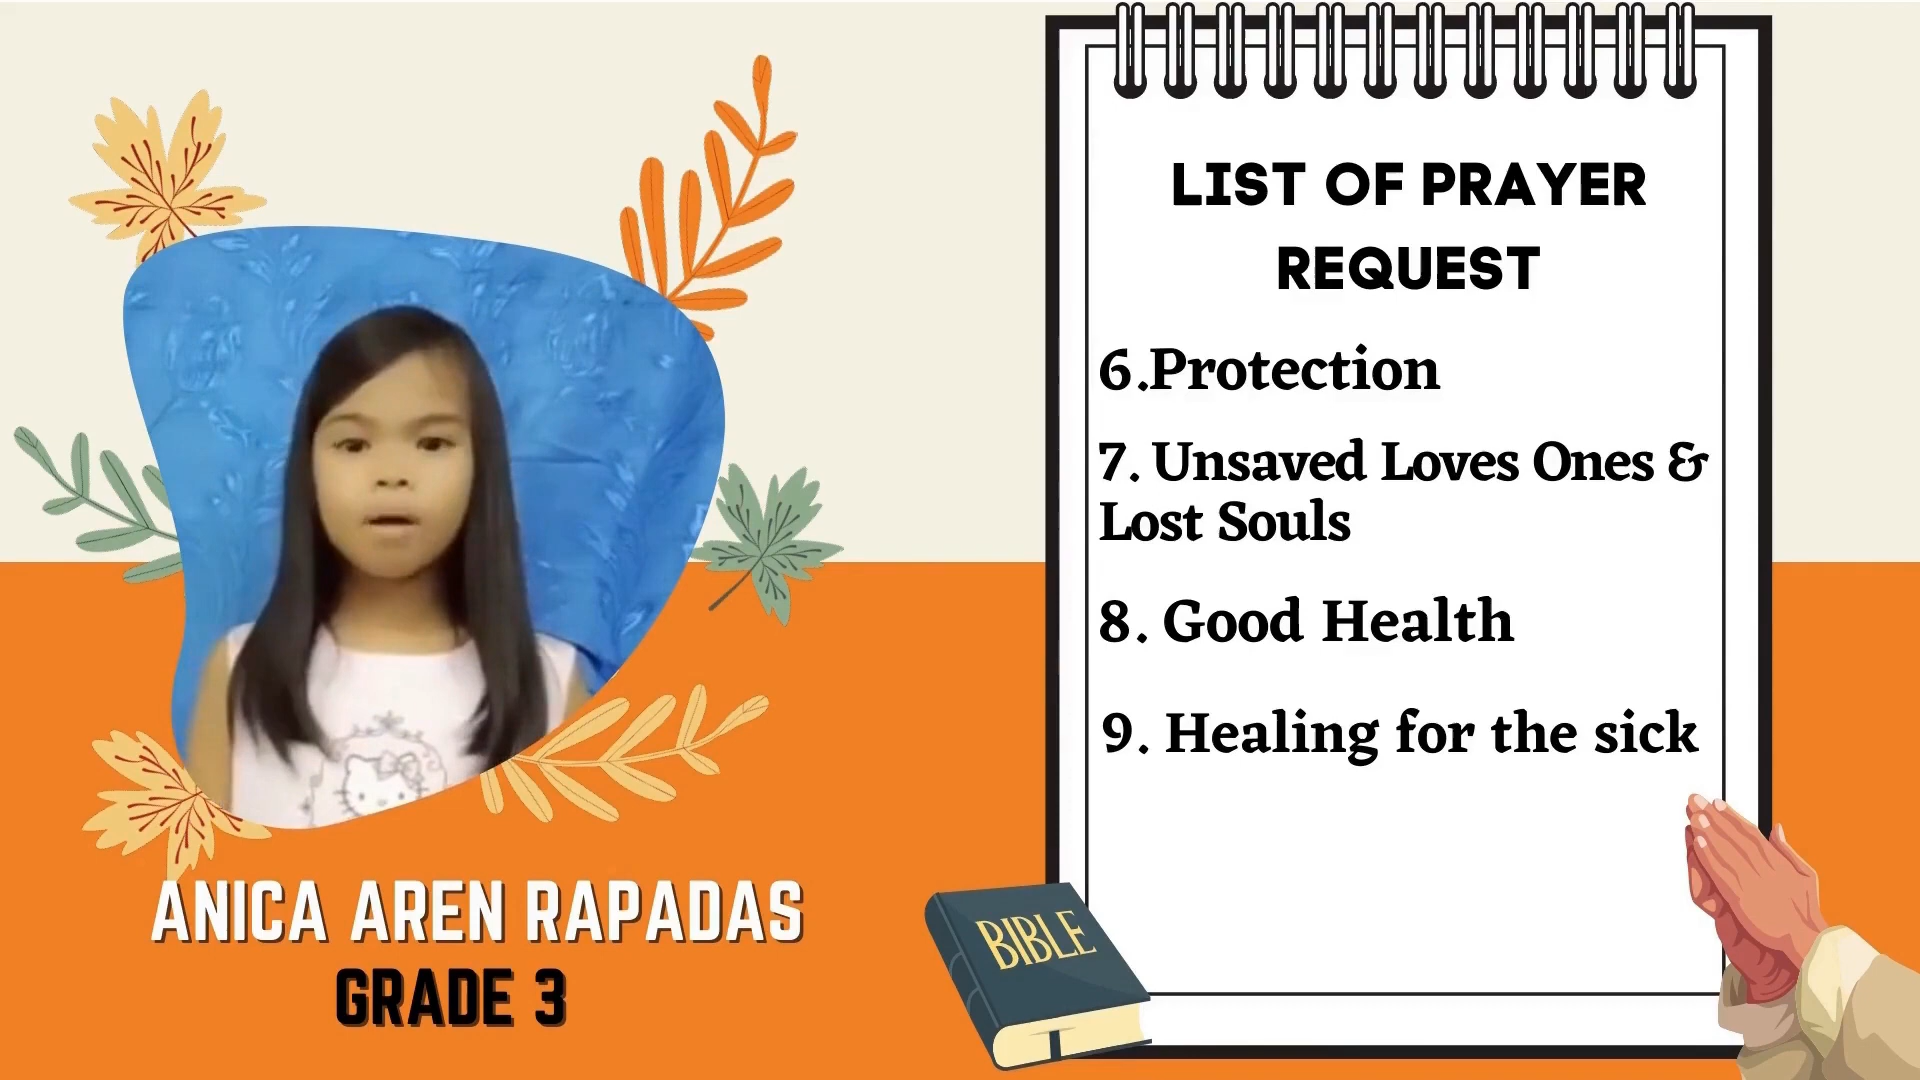 LIST OF PRAYER
REQUEST
6.Protection
7. Unsaved Loves Ones &
Lost Souls
8. Good Health
9. Healing for the sick
ANICA AREN RAPADAS
GRADE 3
BIBLE